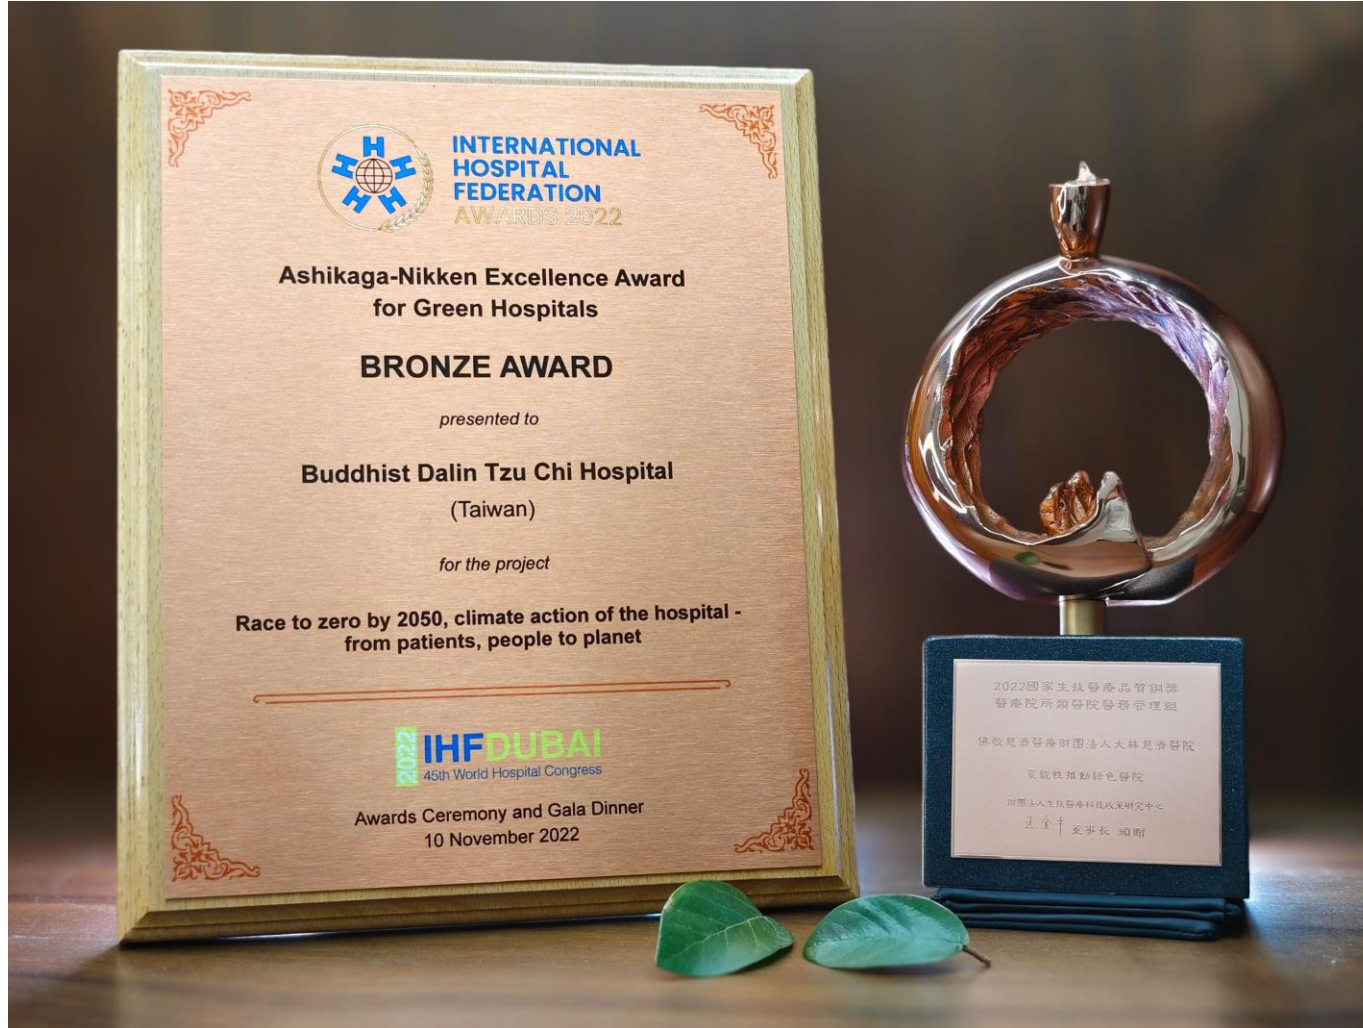 INTERNATIONAL
HOSPITAL
FEDERATION
AWARDS 2022
Ashikaga-Nikken Excellence Award
for Green Hospitals
BRONZE AWARD
presented to
Buddhist Dalin Tzu Chi Hospital
(Taiwan)
for the project
Race to zero by 2050, climate action of the hospital -
from patients, people to planet
2022 IHFDUBAI
45th World Hospital Congress
Awards Ceremony and Gala Dinner
10 November 2022
2022國家生技醫療品質銅獎
醫療院所類醫院醫務管理組
佛教慈濟醫療財團法人大林慈濟醫院
系統性推動綠色醫院
財團法人生技醫療科技政策研究中心
王金平 董事長 頒贈